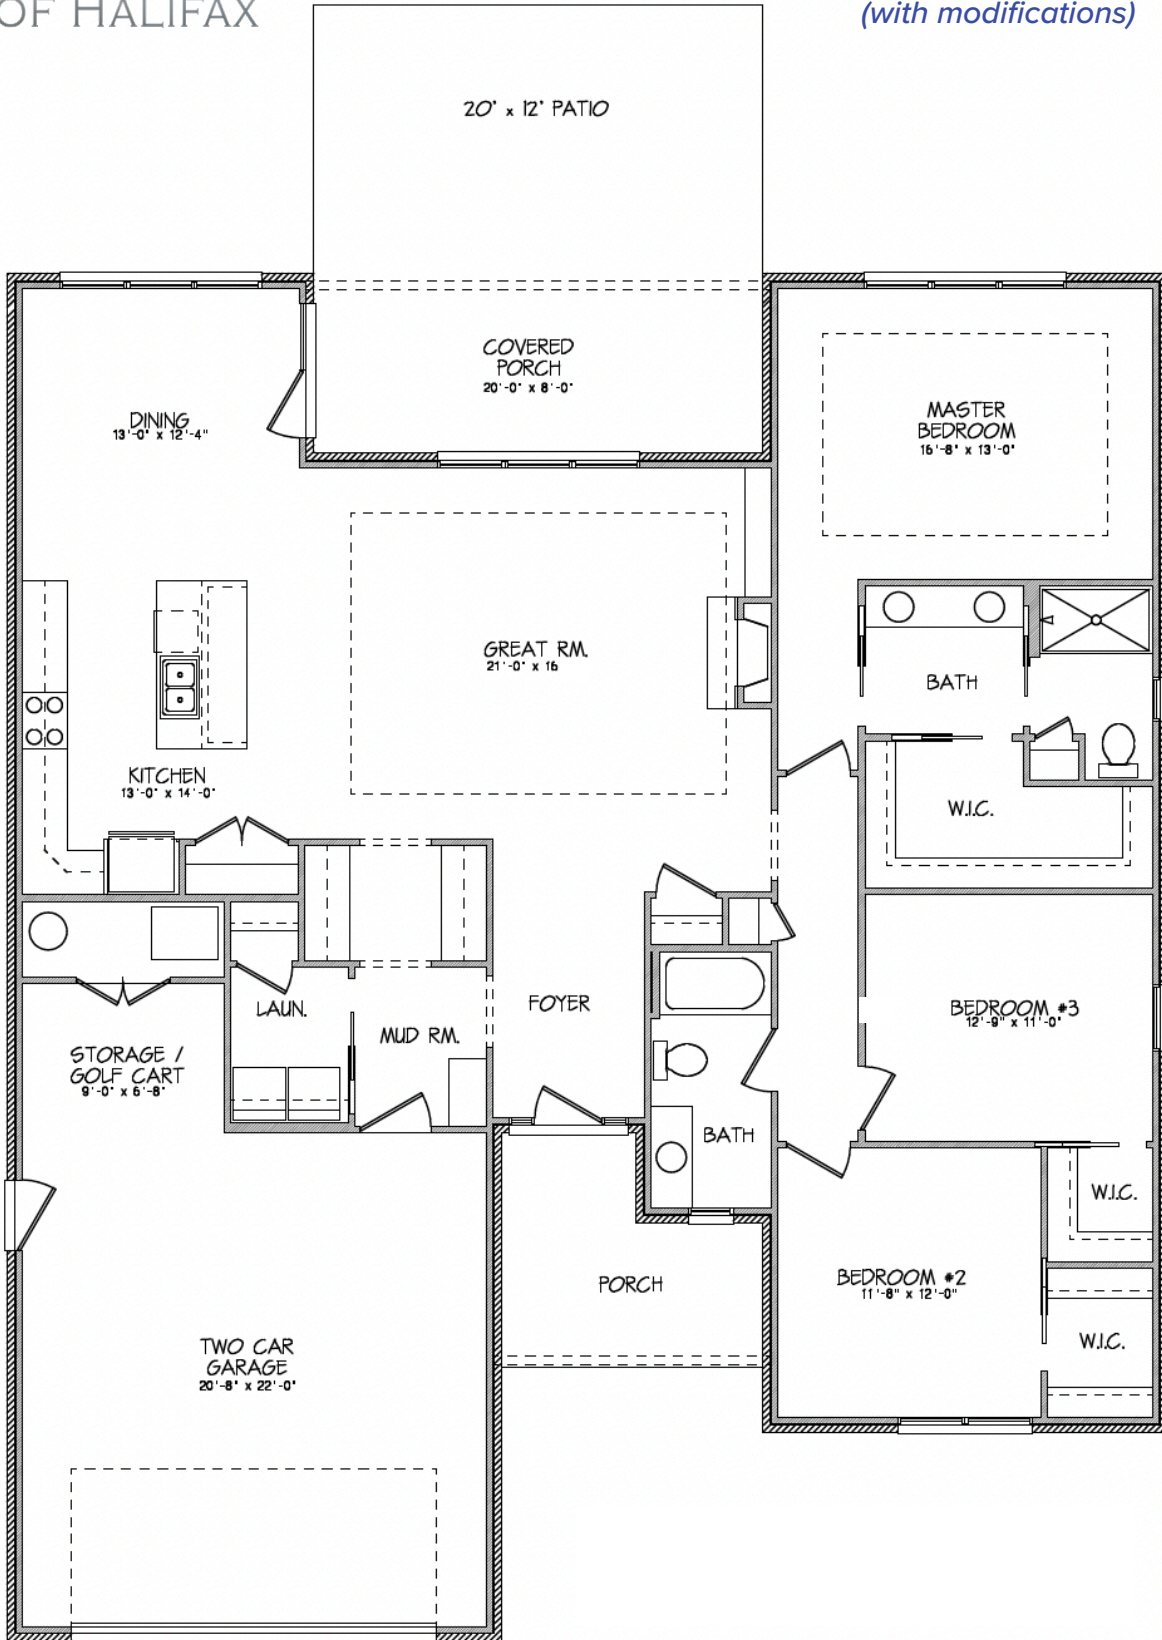 OF HALIFAX
(with modifications)
20' x 12' PATIO
COVERED
PORCH
20'-0" x 8'-0"
DINING
13'-0" x 12'-4"
MASTER
BEDROOM
16'-8" x 13'-0"
GREAT RM.
21'-0" x 16
BATH
KITCHEN
13'-0" x 14'-0"
W.I.C.
LAUN.
MUD RM.
FOYER
BEDROOM #3
12'-9" x 11'-0"
STORAGE /
GOLF CART
9'-0" x 6'-8"
BATH
W.I.C.
PORCH
BEDROOM #2
11'-8" x 12'-0"
W.I.C.
TWO CAR
GARAGE
20'-8" x 22'-0"